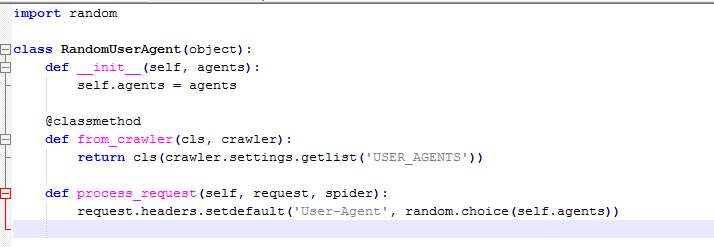 import random
class RandomUserAgent(object):
def __init__(self, agents):
self.agents = agents
@classmethod
def from_crawler(cls, crawler):
return cls(crawler.settings.getlist('USER_AGENTS'))
def process_request(self, request, spider):
request.headers.setdefault('User-Agent', random.choice(self.agents))